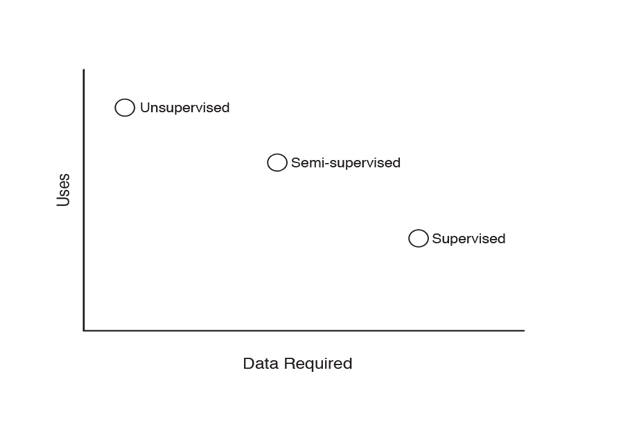 Unsupervised
Semi-supervised
Uses
Supervised
Data Required